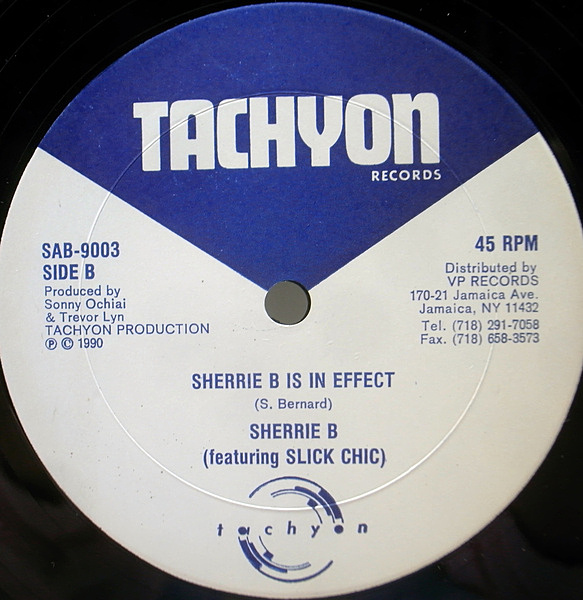 TACHYON
RECORDS
SAB-9003
SIDE B
Produced by
Sonny Ochiai
& Trevor Lyn
TACHYON PRODUCTION
℗ © 1990
45 RPM
Distributed by
VP RECORDS
170-21 Jamaica Ave.
Jamaica, NY 11432
Tel. (718) 291-7058
Fax. (718) 658-3573
SHERRIE B IS IN EFFECT
(S. Bernard)
SHERRIE B
(featuring SLICK CHIC)
tachyon